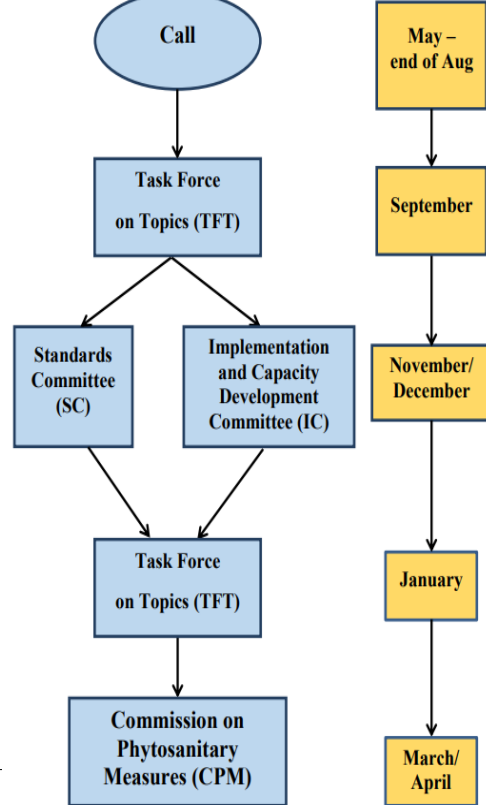 Call
May –
end of Aug
Task Force
on Topics (TFT)
September
Standards
Committee
(SC)
Implementation
and Capacity
Development
Committee (IC)
November/
December
Task Force
on Topics (TFT)
January
Commission on
Phytosanitary
Measures (CPM)
March/
April